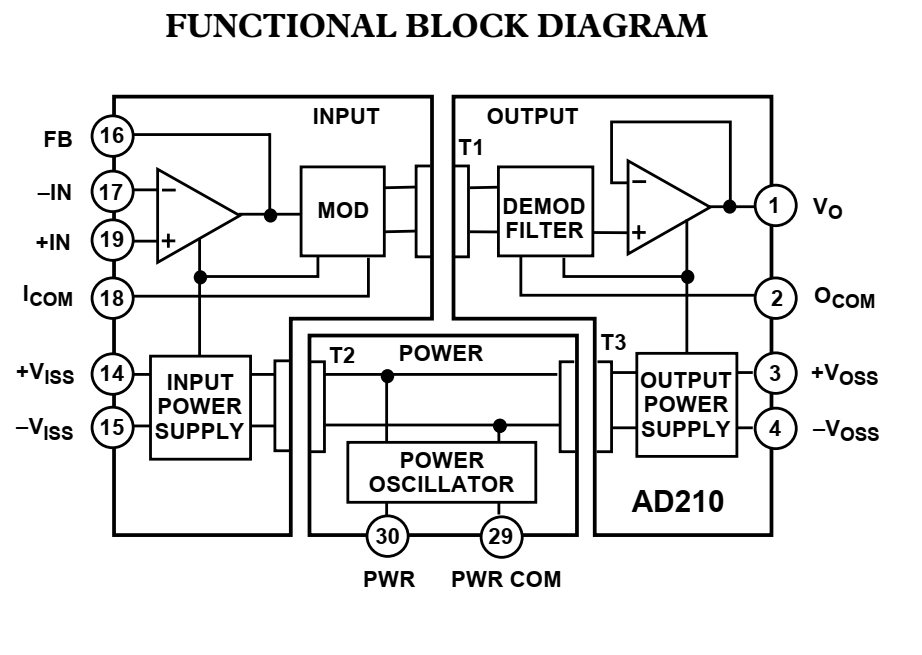 FUNCTIONAL BLOCK DIAGRAM
INPUT
OUTPUT
FB 16
T1
–IN 17
MOD
DEMOD
FILTER
–
+
–
+
1 VO
+IN 19
ICOM 18
2 OCOM
T2
POWER
T3
+VISS 14
INPUT
POWER
SUPPLY
–VISS 15
OUTPUT
POWER
SUPPLY
3 +VOSS
4 –VOSS
POWER
OSCILLATOR
AD210
30
29
PWR
PWR COM